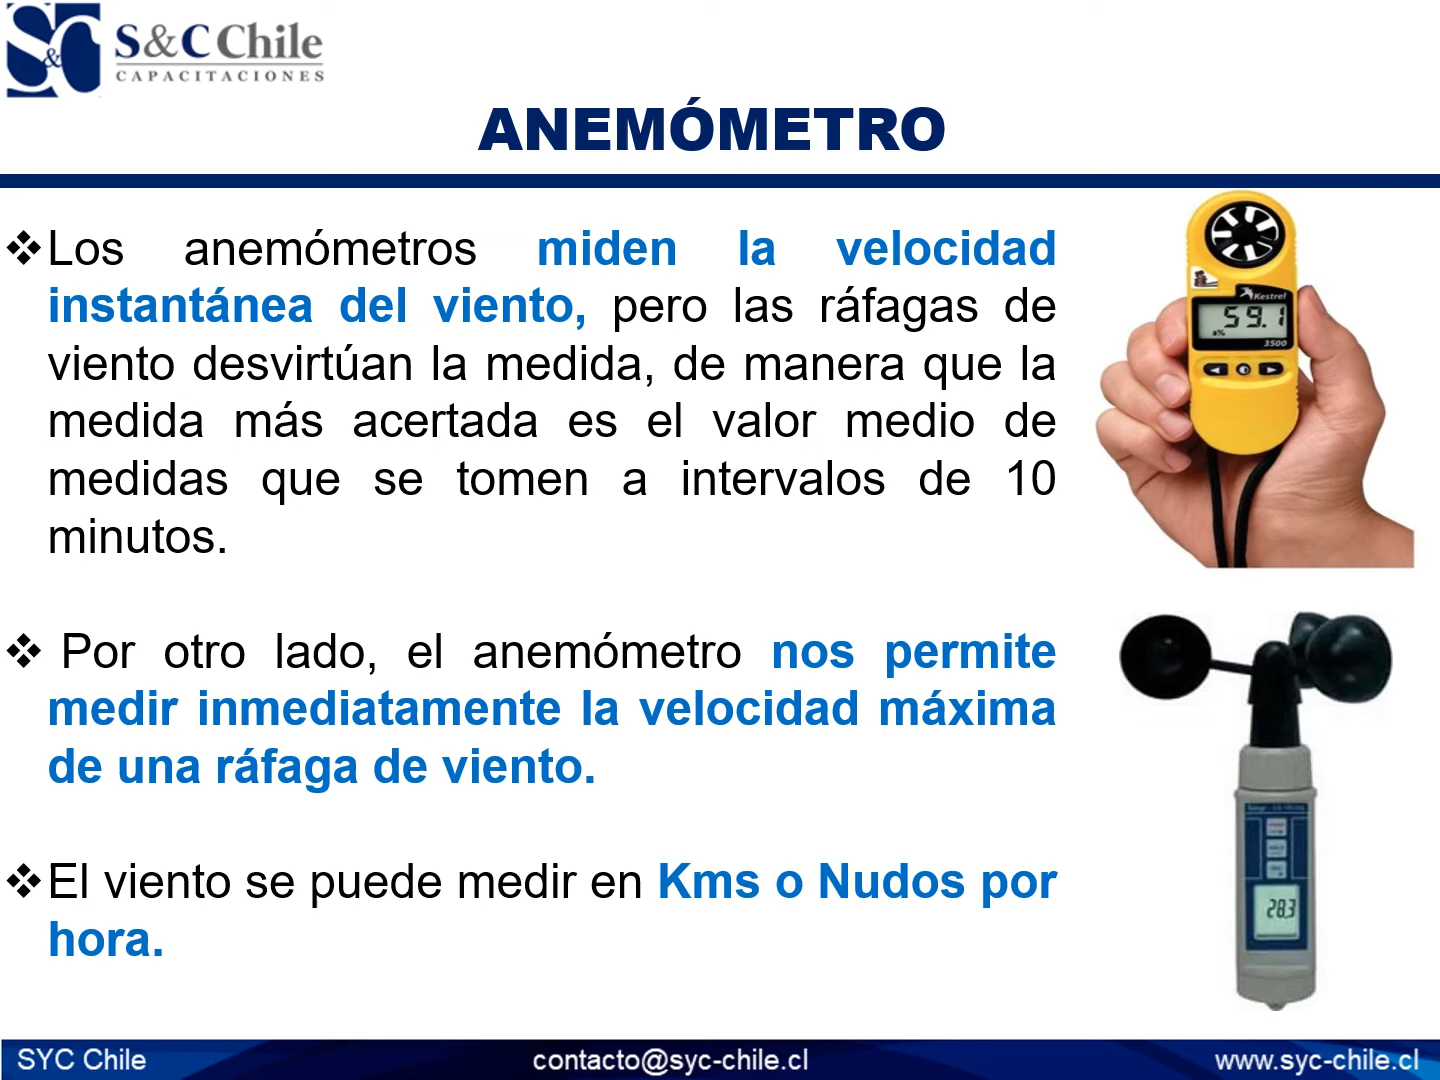 S&C
S&C Chile
CAPACITACIONES
ANEMÓMETRO
❖Los anemómetros miden la velocidad
instantánea del viento, pero las ráfagas de
viento desvirtúan la medida, de manera que la
medida más acertada es el valor medio de
medidas que se tomen a intervalos de 10
minutos.
Kestrel
59.1
3500
❖ Por otro lado, el anemómetro nos permite
medir inmediatamente la velocidad máxima
de una ráfaga de viento.
❖El viento se puede medir en Kms o Nudos por
hora.
28.3
SYC Chile
contacto@syc-chile.cl
www.syc-chile.cl